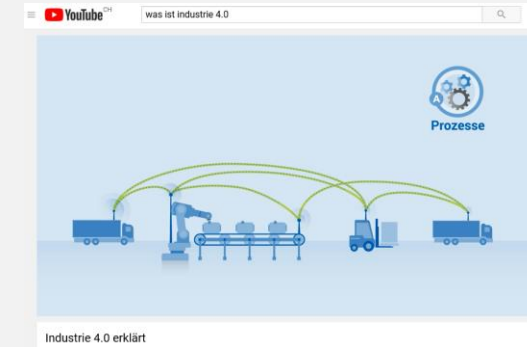 YouTube CH
was ist industrie 4.0
A
Prozesse
Industrie 4.0 erklärt